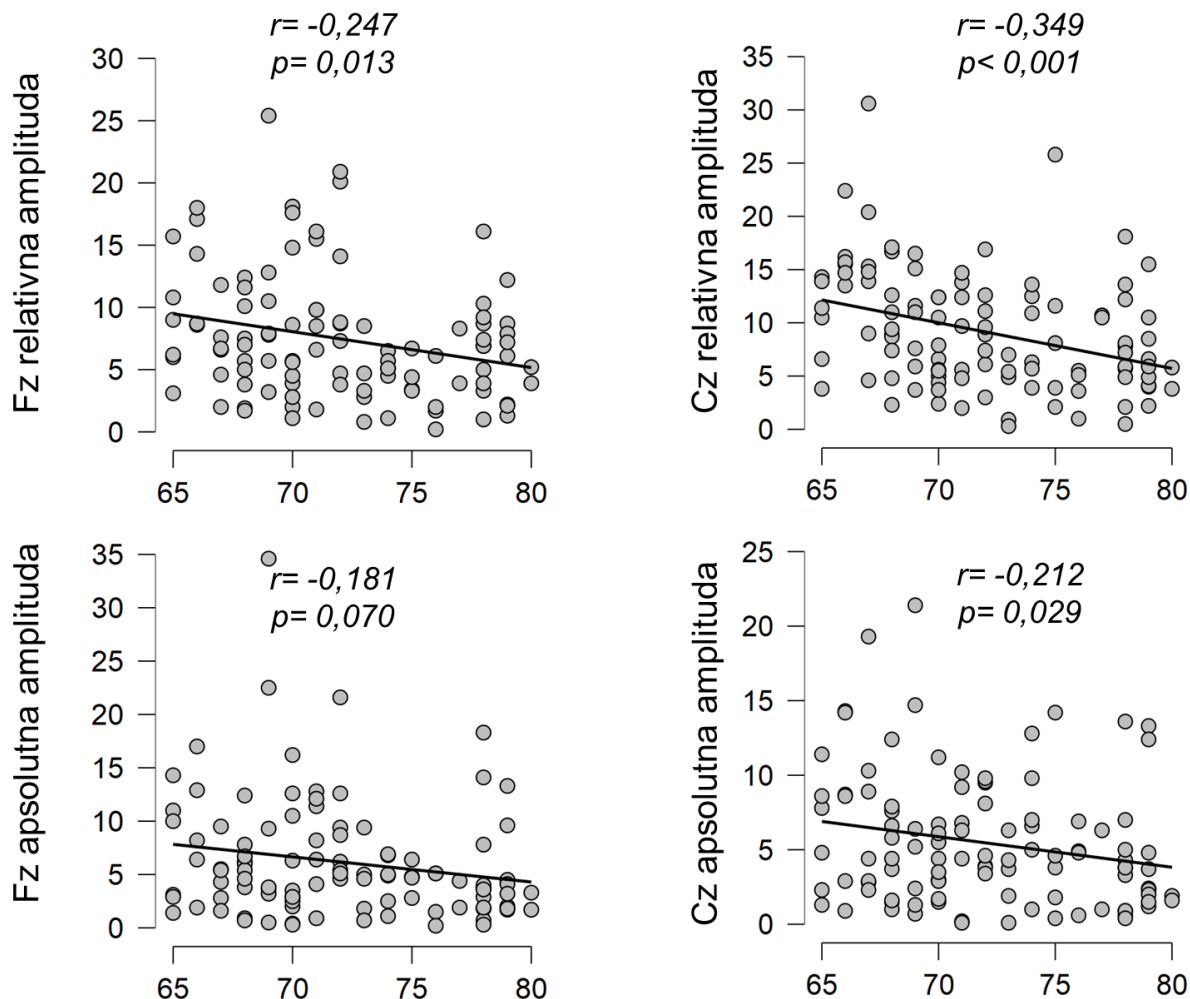 r= -0,247
p= 0,013
Fz relativna amplituda
30
25
20
15
10
5
0
65 70 75 80
r= -0,349
p< 0,001
Cz relativna amplituda
35
30
25
20
15
10
5
0
65 70 75 80
r= -0,181
p= 0,070
Fz apsolutna amplituda
35
30
25
20
15
10
5
0
65 70 75 80
r= -0,212
p= 0,029
Cz apsolutna amplituda
25
20
15
10
5
0
65 70 75 80